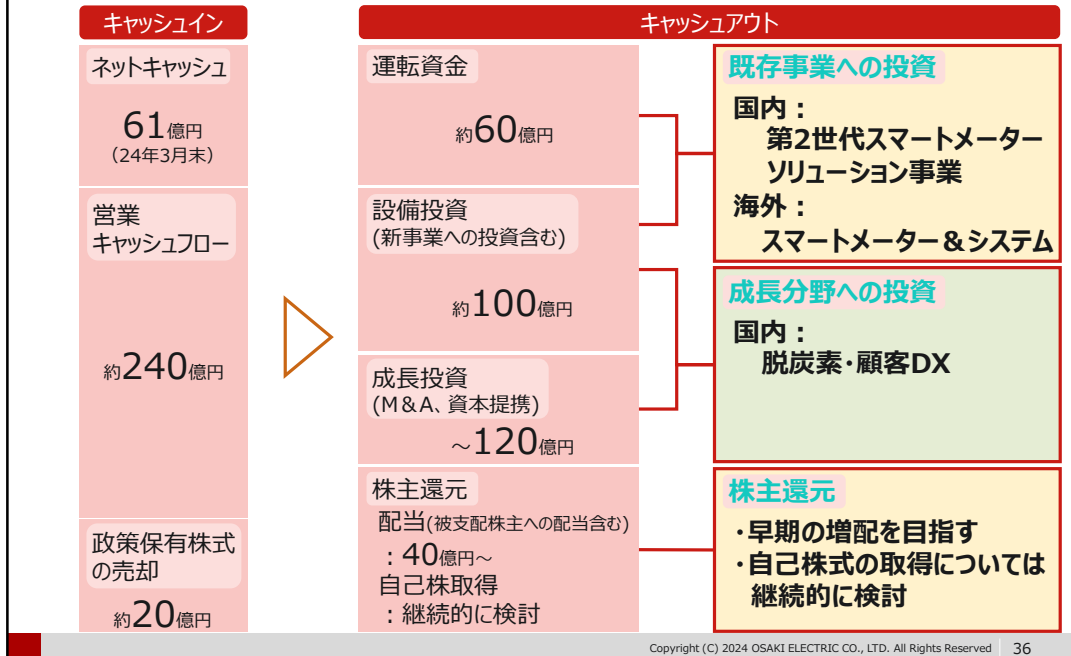 キャッシュイン
ネットキャッシュ
61億円
(24年3月末)
営業
キャッシュフロー
約240億円
政策保有株式
の売却
約20億円
キャッシュアウト
運転資金
約60億円
設備投資
(新事業への投資含む)
約100億円
成長投資
(M&A、資本提携)
～120億円
株主還元
配当(被支配株主への配当含む)
：40億円～
自己株取得
：継続的に検討
既存事業への投資
国内：
第2世代スマートメーター
ソリューション事業
海外：
スマートメーター＆システム
成長分野への投資
国内：
脱炭素・顧客DX
株主還元
・早期の増配を目指す
・自己株式の取得については
継続的に検討
Copyright (C) 2024 OSAKI ELECTRIC CO., LTD. All Rights Reserved
36